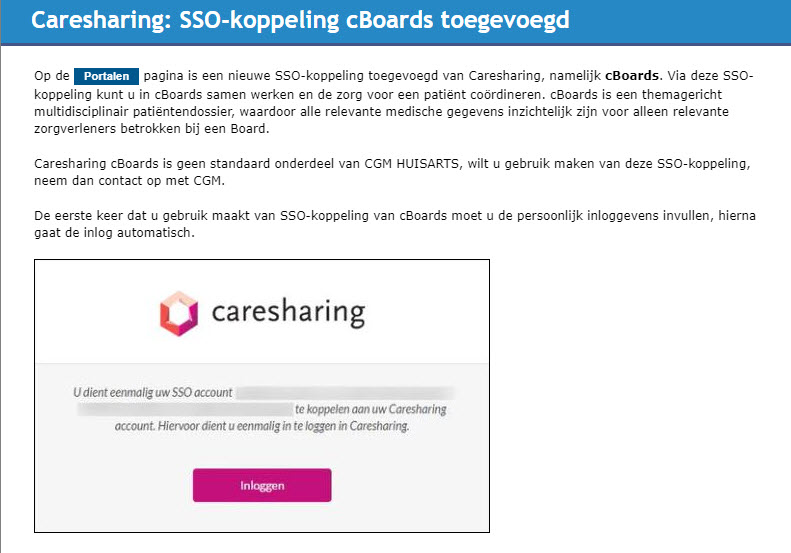 Caresharing: SSO-koppeling cBoards toegevoegd
Op de Portalen pagina is een nieuwe SSO-koppeling toegevoegd van Caresharing, namelijk cBoards. Via deze SSO-
koppeling kunt u in cBoards samen werken en de zorg voor een patiënt coördineren. cBoards is een themagericht
multidisciplinair patiëntendossier, waardoor alle relevante medische gegevens inzichtelijk zijn voor alleen relevante
zorgverleners betrokken bij een Board.
Caresharing cBoards is geen standaard onderdeel van CGM HUISARTS, wilt u gebruik maken van deze SSO-koppeling,
neem dan contact op met CGM.
De eerste keer dat u gebruik maakt van SSO-koppeling van cBoards moet u de persoonlijk inloggevens invullen, hierna
gaat de inlog automatisch.
caresharing
U dient eenmalig uw SSO account
te koppelen aan uw Caresharing
account. Hiervoor dient u eenmalig in te loggen in Caresharing.
Inloggen